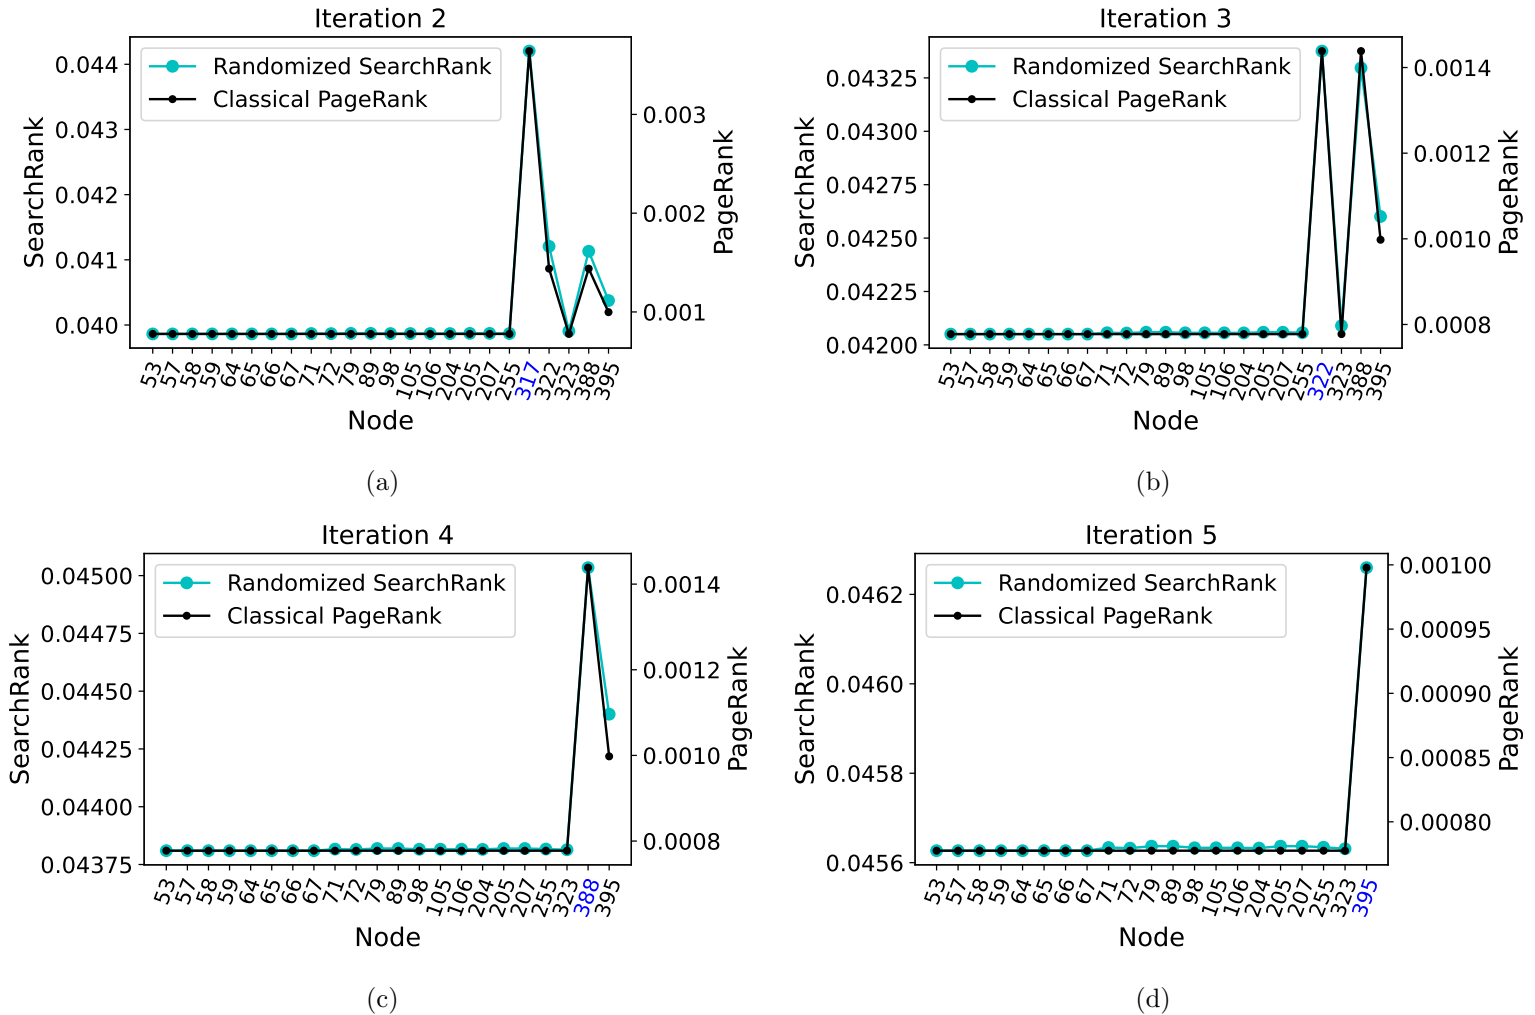 Iteration 2
SearchRank
0.044
0.043
0.042
0.041
0.040
Randomized SearchRank
Classical PageRank
0.003
0.002
0.001
PageRank
53 57 58 59 64 65 66 67 71 72 79 89 98 105 106 204 205 207 255 317 322 323 388 395
Node
(a)
Iteration 3
SearchRank
0.04325
0.04300
0.04275
0.04250
0.04225
0.04200
Randomized SearchRank
Classical PageRank
0.0014
0.0012
0.0010
0.0008
PageRank
53 57 58 59 64 65 66 67 71 72 79 89 98 105 106 204 205 207 255 322 323 388 395
Node
(b)
Iteration 4
SearchRank
0.04500
0.04475
0.04450
0.04425
0.04400
0.04375
Randomized SearchRank
Classical PageRank
0.0014
0.0012
0.0010
0.0008
PageRank
53 57 58 59 64 65 66 67 71 72 79 89 98 105 106 204 205 207 255 323 388 395
Node
(c)
Iteration 5
SearchRank
0.0462
0.0460
0.0458
0.0456
Randomized SearchRank
Classical PageRank
0.00100
0.00095
0.00090
0.00085
0.00080
PageRank
53 57 58 59 64 65 66 67 71 72 79 89 98 105 106 204 205 207 255 323 395
Node
(d)